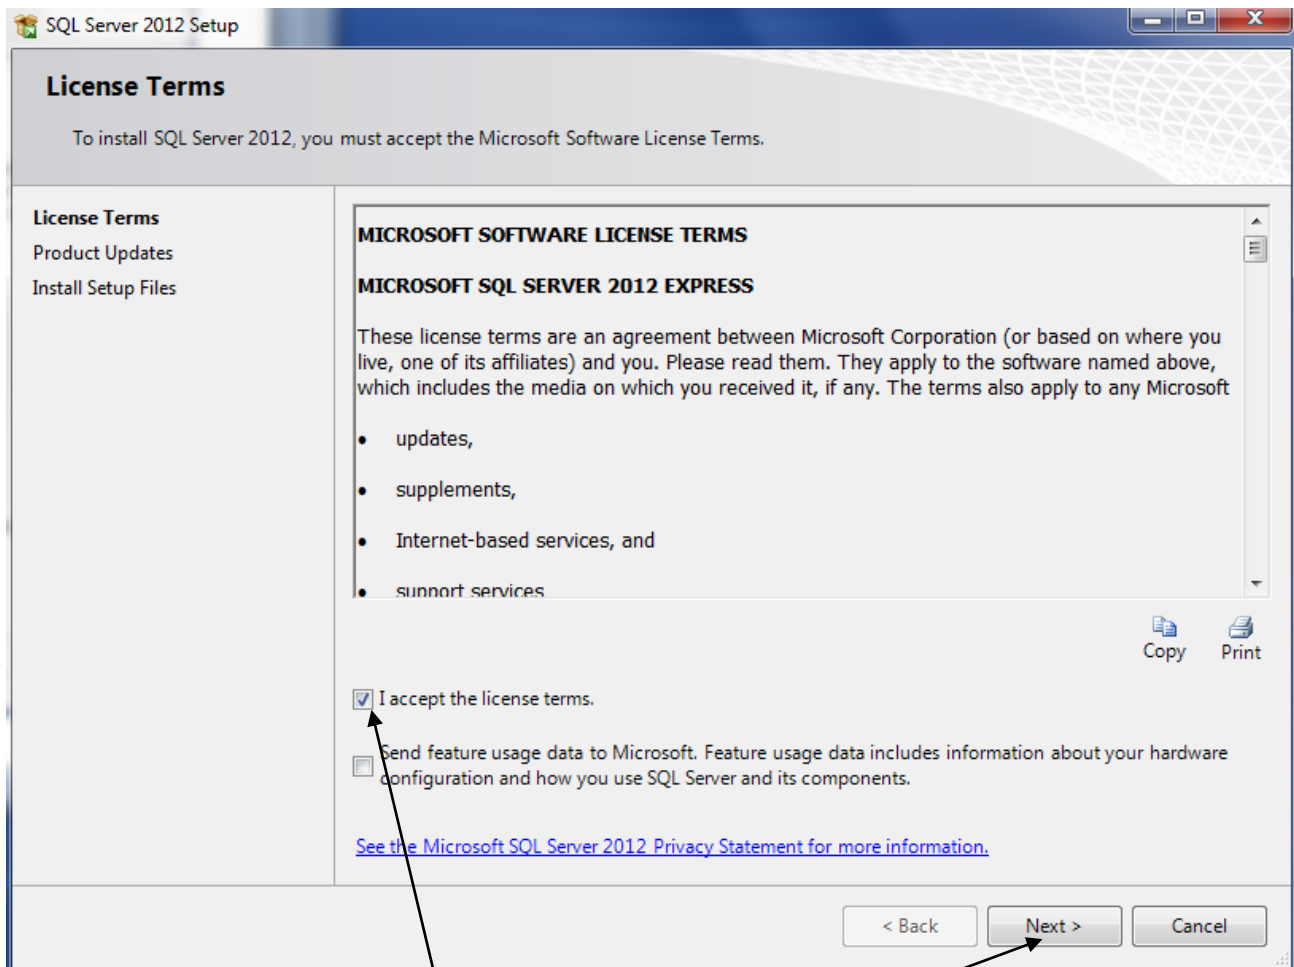 SQL Server 2012 Setup
License Terms
To install SQL Server 2012, you must accept the Microsoft Software License Terms.
License Terms
Product Updates
Install Setup Files
MICROSOFT SOFTWARE LICENSE TERMS
MICROSOFT SQL SERVER 2012 EXPRESS
These license terms are an agreement between Microsoft Corporation (or based on where you
live, one of its affiliates) and you. Please read them. They apply to the software named above,
which includes the media on which you received it, if any. The terms also apply to any Microsoft
• updates,
• supplements,
• Internet-based services, and
• support services
Copy
Print
I accept the license terms.
Send feature usage data to Microsoft. Feature usage data includes information about your hardware
configuration and how you use SQL Server and its components.
See the Microsoft SQL Server 2012 Privacy Statement for more information.
< Back
Next >
Cancel